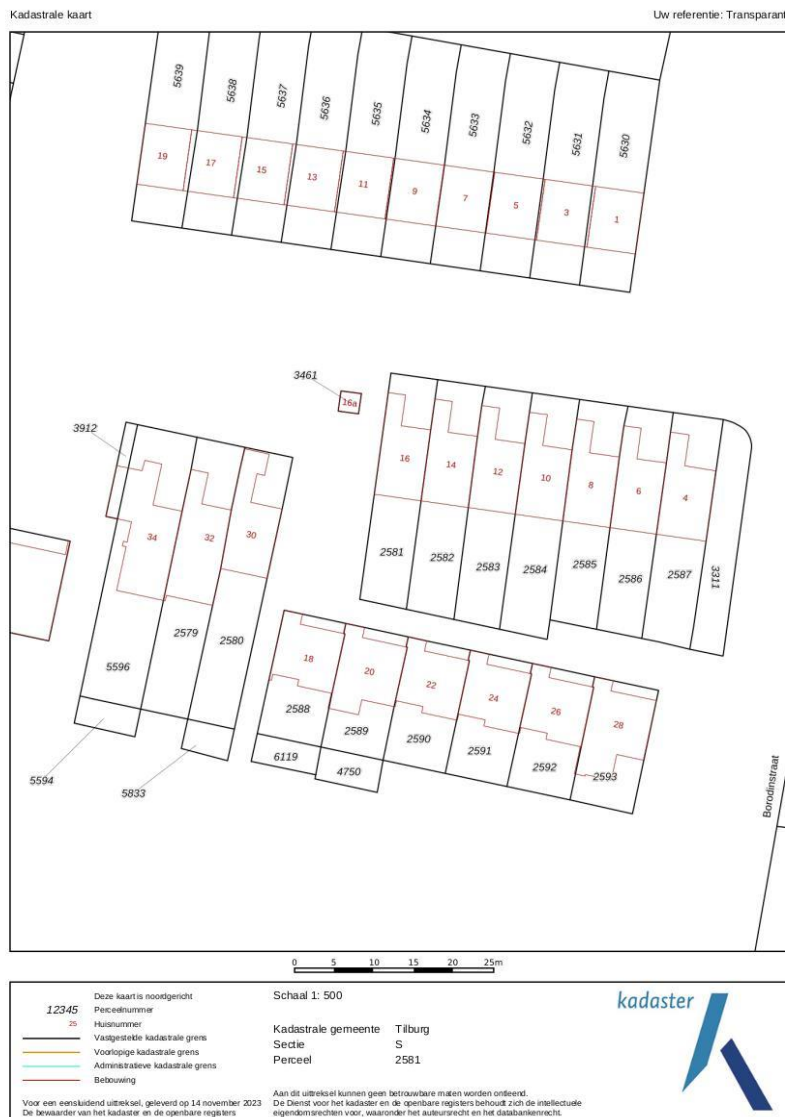 Kadastrale kaart
Uw referentie: Transparant
5639
5638
5637
5636
5635
5634
5633
5632
5631
5630
19
17
15
13
11
9
7
5
3
1
3461
16a
3912
16
14
12
10
8
6
4
34
32
30
2581
2582
2583
2584
2585
2586
2587
3311
5596
2579
2580
18
20
22
24
26
28
2588
2589
2590
2591
2592
2593
6119
4750
5594
5833
Borodinstraat
0 5 10 15 20 25m
Deze kaart is noordgericht
12345 Perceelnummer
25 Huisnummer
Vastgestelde kadastrale grens
Voorlopige kadastrale grens
Administratieve kadastrale grens
Bebouwing
Voor een eensluidend uittreksel, geleverd op 14 november 2023
De bewaarder van het kadaster en de openbare registers
Schaal 1: 500
Kadastrale gemeente Tilburg
Sectie S
Perceel 2581
Aan dit uittreksel kunnen geen betrouwbare maten worden ontleend.
De Dienst voor het kadaster en de openbare registers behoudt zich de intellectuele
eigendomsrechten voor, waaronder het auteursrecht en het databankenrecht.
kadaster